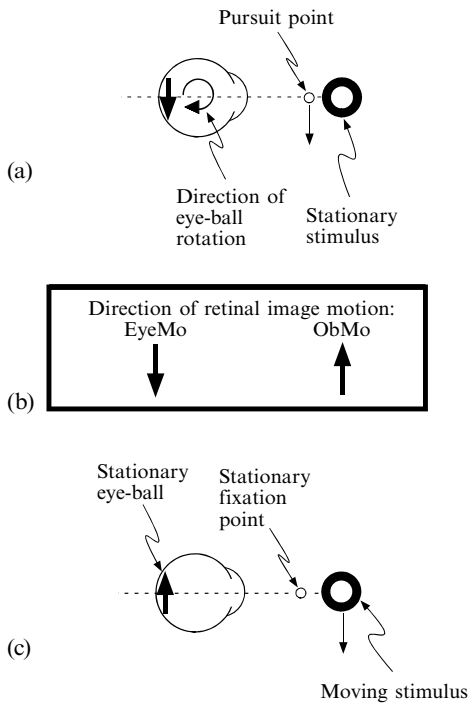 Pursuit point
(a)
Direction of
eye-ball
rotation
Stationary
stimulus
Direction of retinal image motion:
EyeMo ObMo
(b)
Stationary
eye-ball
Stationary
fixation
point
(c)
Moving stimulus